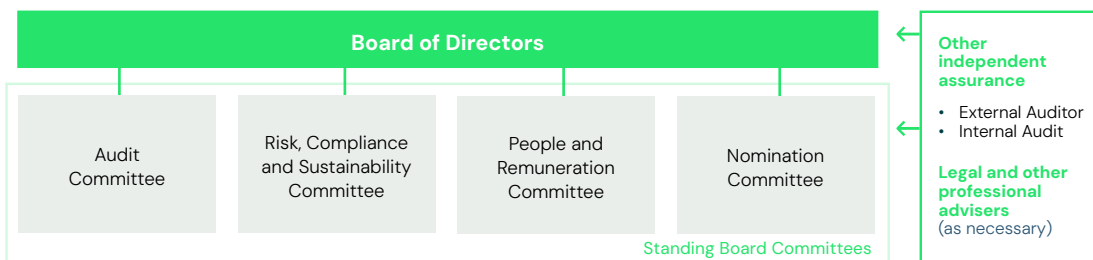 Board of Directors
Audit
Committee
Risk, Compliance
and Sustainability
Committee
People and
Remuneration
Committee
Nomination
Committee
Standing Board Committees
Other
independent
assurance
• External Auditor
• Internal Audit
Legal and other
professional
advisers
(as necessary)